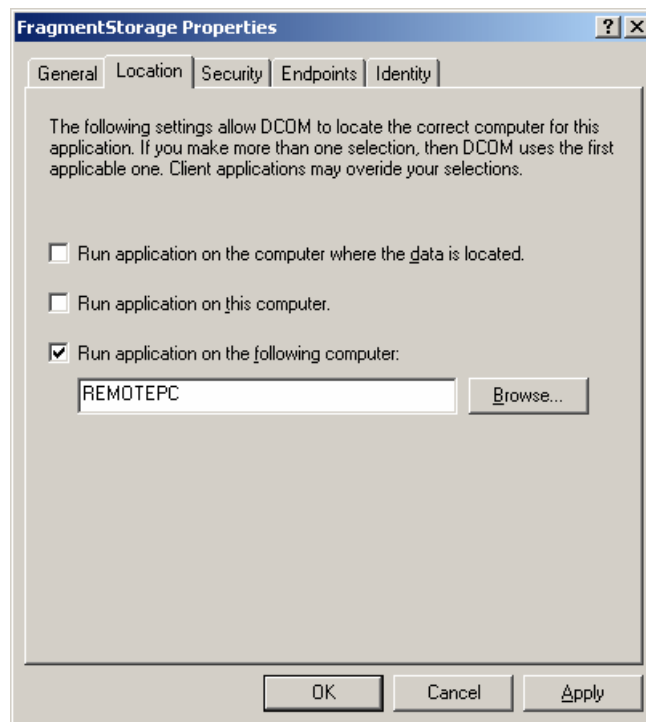 FragmentStorage Properties
General Location Security Endpoints Identity
The following settings allow DCOM to locate the correct computer for this
application. If you make more than one selection, then DCOM uses the first
applicable one. Client applications may overide your selections.
Run application on the computer where the data is located.
Run application on this computer.
Run application on the following computer:
REMOTEPC Browse...
OK Cancel Apply